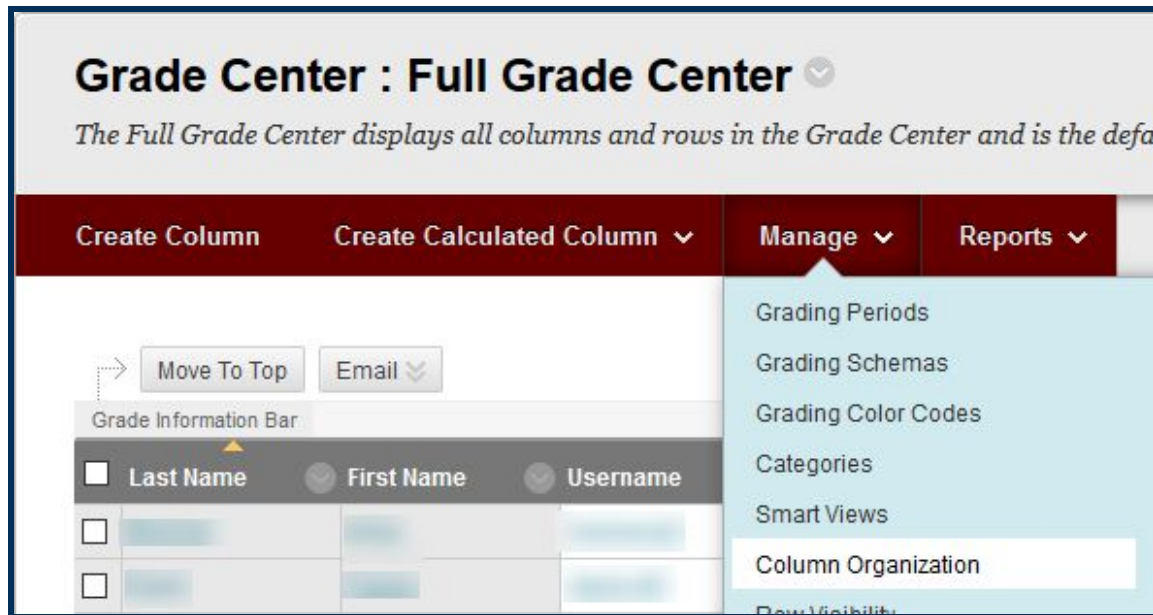 Grade Center : Full Grade Center
The Full Grade Center displays all columns and rows in the Grade Center and is the defa
Create Column Create Calculated Column Manage Reports
Grading Periods
Grading Schemas
Grading Color Codes
Categories
Smart Views
Column Organization
Row Visibility
Move To Top Email
Grade Information Bar
Last Name First Name Username